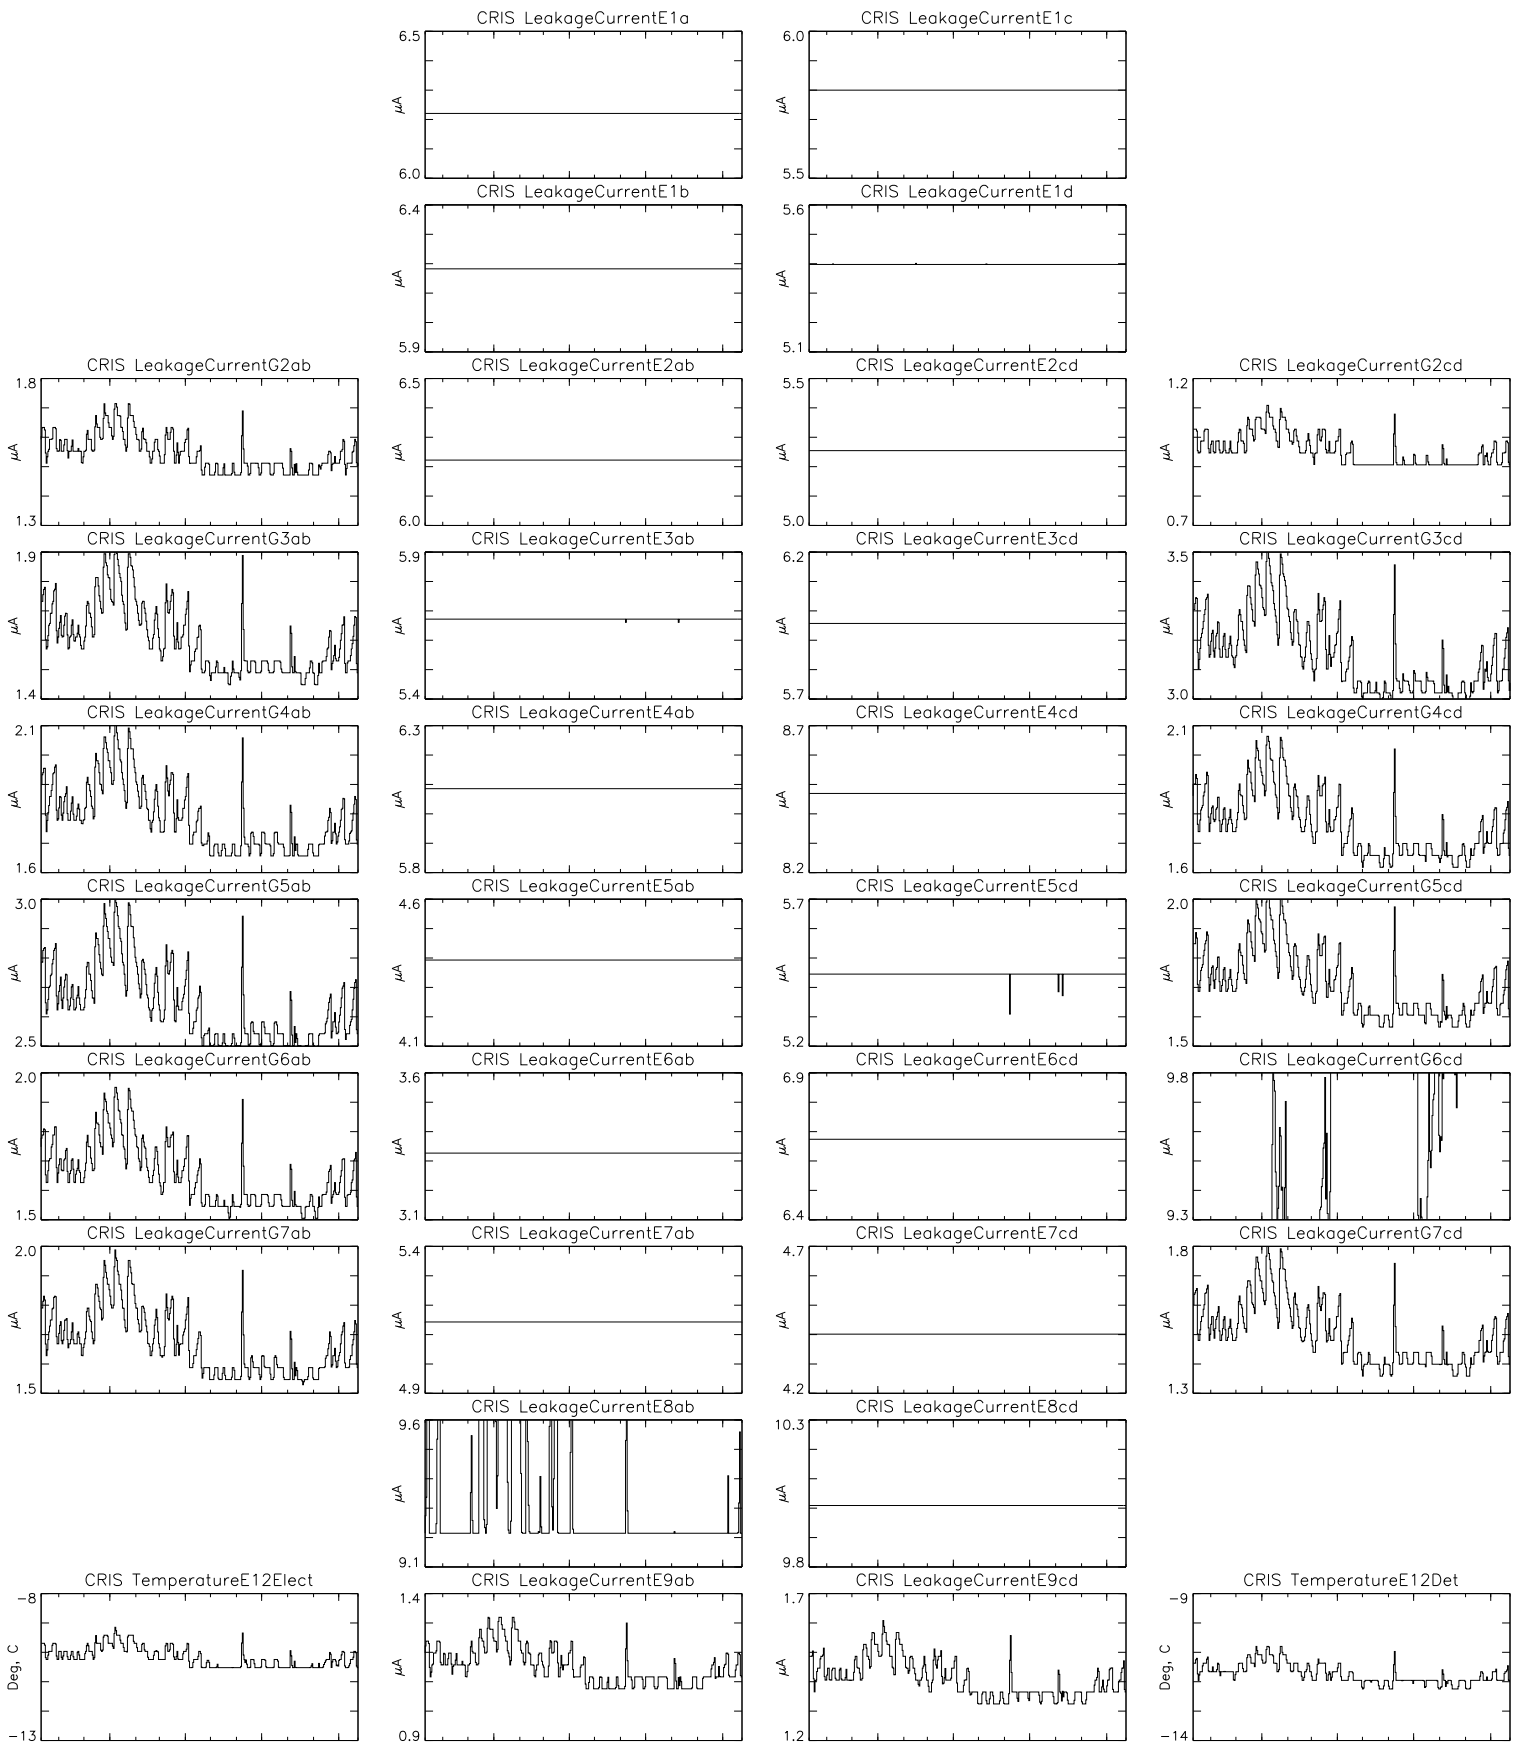 CRIS LeakageCurrentE1a
CRIS LeakageCurrentE1c
6.5
μA
6.0
6.0
μA
5.5
CRIS LeakageCurrentE1b
CRIS LeakageCurrentE1d
6.4
μA
5.9
5.6
μA
5.1
CRIS LeakageCurrentG2ab
CRIS LeakageCurrentE2ab
CRIS LeakageCurrentE2cd
CRIS LeakageCurrentG2cd
1.8
μA
1.3
6.5
μA
6.0
5.5
μA
5.0
1.2
μA
0.7
CRIS LeakageCurrentG3ab
CRIS LeakageCurrentE3ab
CRIS LeakageCurrentE3cd
CRIS LeakageCurrentG3cd
1.9
μA
1.4
5.9
μA
5.4
6.2
μA
5.7
3.5
μA
3.0
CRIS LeakageCurrentG4ab
CRIS LeakageCurrentE4ab
CRIS LeakageCurrentE4cd
CRIS LeakageCurrentG4cd
2.1
μA
1.6
6.3
μA
5.8
8.7
μA
8.2
2.1
μA
1.6
CRIS LeakageCurrentG5ab
CRIS LeakageCurrentE5ab
CRIS LeakageCurrentE5cd
CRIS LeakageCurrentG5cd
3.0
μA
2.5
4.6
μA
4.1
5.7
μA
5.2
2.0
μA
1.5
CRIS LeakageCurrentG6ab
CRIS LeakageCurrentE6ab
CRIS LeakageCurrentE6cd
CRIS LeakageCurrentG6cd
2.0
μA
1.5
3.6
μA
3.1
6.9
μA
6.4
9.8
μA
9.3
CRIS LeakageCurrentG7ab
CRIS LeakageCurrentE7ab
CRIS LeakageCurrentE7cd
CRIS LeakageCurrentG7cd
2.0
μA
1.5
5.4
μA
4.9
4.7
μA
4.2
1.8
μA
1.3
CRIS LeakageCurrentE8ab
CRIS LeakageCurrentE8cd
9.6
μA
9.1
10.3
μA
9.8
CRIS TemperatureE12Elect
CRIS LeakageCurrentE9ab
CRIS LeakageCurrentE9cd
CRIS TemperatureE12Det
-8
Deg, C
-13
1.4
μA
0.9
1.7
μA
1.2
-9
Deg, C
-14